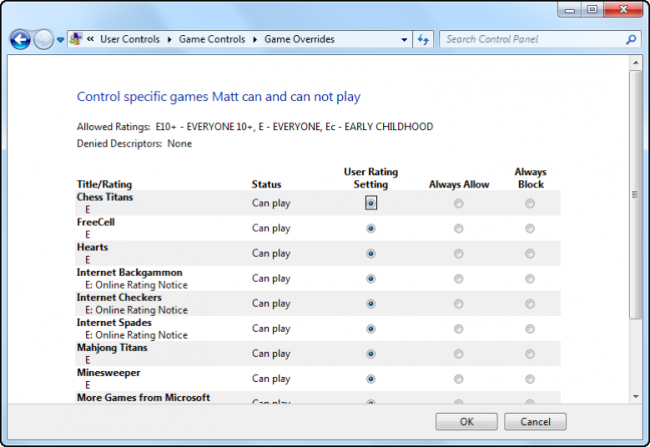 « User Controls ▸ Game Controls ▸ Game Overrides
Search Control Panel
Control specific games Matt can and can not play
Allowed Ratings: E10+ - EVERYONE 10+, E - EVERYONE, Ec - EARLY CHILDHOOD
Denied Descriptors: None
Title/Rating Status User Rating Setting Always Allow Always Block
Chess Titans
E Can play
FreeCell
E Can play
Hearts
E Can play
Internet Backgammon
E: Online Rating Notice Can play
Internet Checkers
E: Online Rating Notice Can play
Internet Spades
E: Online Rating Notice Can play
Mahjong Titans
E Can play
Minesweeper
E Can play
More Games from Microsoft
Can play
OK Cancel